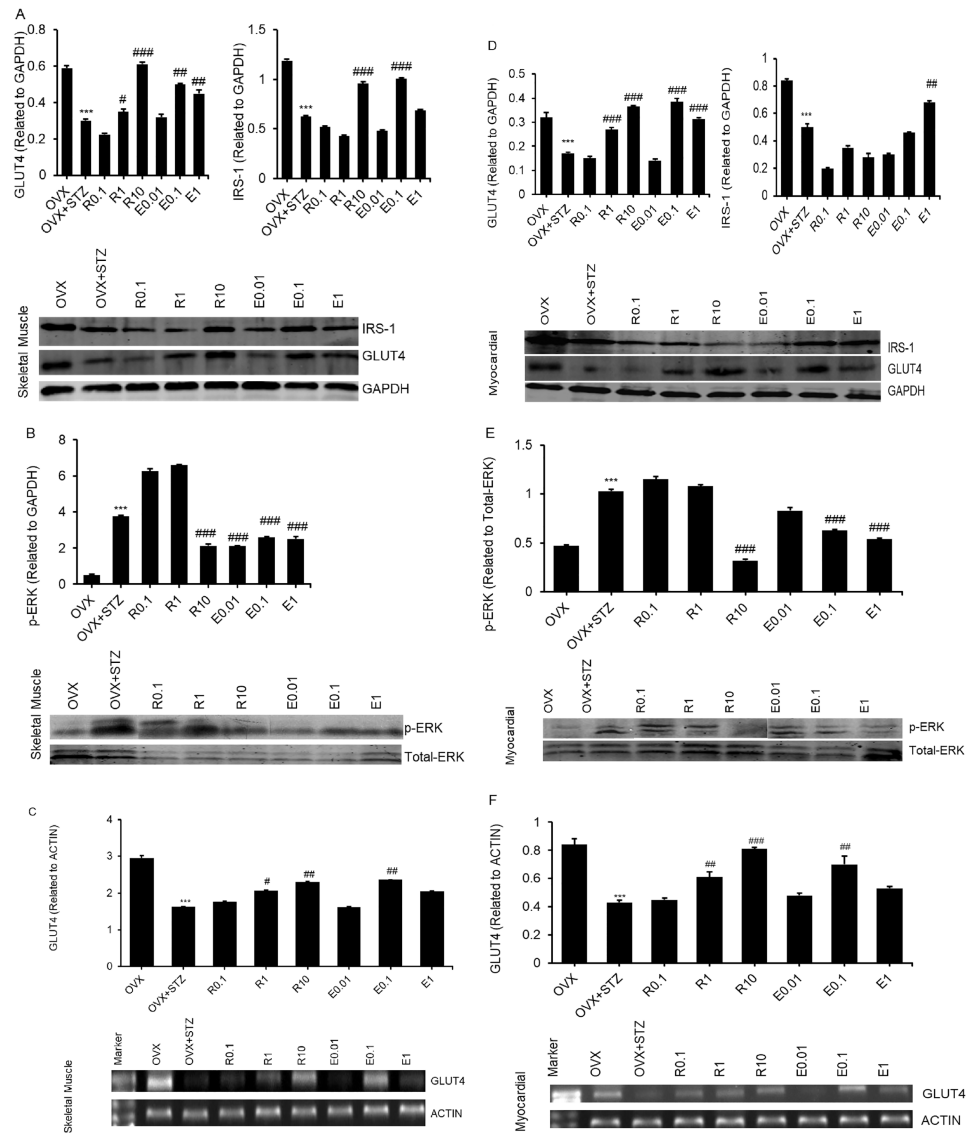 A
GLUT4 (Related to GAPDH)
0.8
0.6
0.4
0.2
0
***
#
###
##
##
OVX
OVX+STZ
R0.1
R1
R10
E0.01
E0.1
E1
IRS-1 (Related to GAPDH)
1.5
1
0.5
0
***
###
###
OVX
OVX+STZ
R0.1
R1
R10
E0.01
E0.1
E1
Skeletal Muscle
OVX
OVX+STZ
R0.1
R1
R10
E0.01
E0.1
E1
IRS-1
GLUT4
GAPDH
D
GLUT4 (Related to GAPDH)
0.5
0.4
0.3
0.2
0.1
0
***
###
###
###
###
OVX
OVX+STZ
R0.1
R1
R10
E0.01
E0.1
E1
IRS-1 (Related to GAPDH)
1
0.8
0.6
0.4
0.2
0
***
##
OVX
OVX+STZ
R0.1
R1
R10
E0.01
E0.1
E1
Myocardial
OVX
OVX+STZ
R0.1
R1
R10
E0.01
E0.1
E1
IRS-1
GLUT4
GAPDH
B
p-ERK (Related to GAPDH)
8
6
4
2
0
***
###
###
###
###
OVX
OVX+STZ
R0.1
R1
R10
E0.01
E0.1
E1
Skeletal Muscle
OVX
OVX+STZ
R0.1
R1
R10
E0.01
E0.1
E1
p-ERK
Total-ERK
E
p-ERK (Related to Total-ERK)
1.5
1
0.5
0
***
###
###
###
OVX
OVX+STZ
R0.1
R1
R10
E0.01
E0.1
E1
Myocardial
OVX
OVX+STZ
R0.1
R1
R10
E0.01
E0.1
E1
p-ERK
Total-ERK
C
GLUT4 (Related to ACTIN)
4
3
2
1
0
***
#
##
##
OVX
OVX+STZ
R0.1
R1
R10
E0.01
E0.1
E1
Skeletal Muscle
Marker
OVX
OVX+STZ
R0.1
R1
R10
E0.01
E0.1
E1
GLUT4
ACTIN
F
GLUT4 (Related to ACTIN)
1
0.8
0.6
0.4
0.2
0
***
##
###
##
OVX
OVX+STZ
R0.1
R1
R10
E0.01
E0.1
E1
Myocardial
Marker
OVX
OVX+STZ
R0.1
R1
R10
E0.01
E0.1
E1
GLUT4
ACTIN